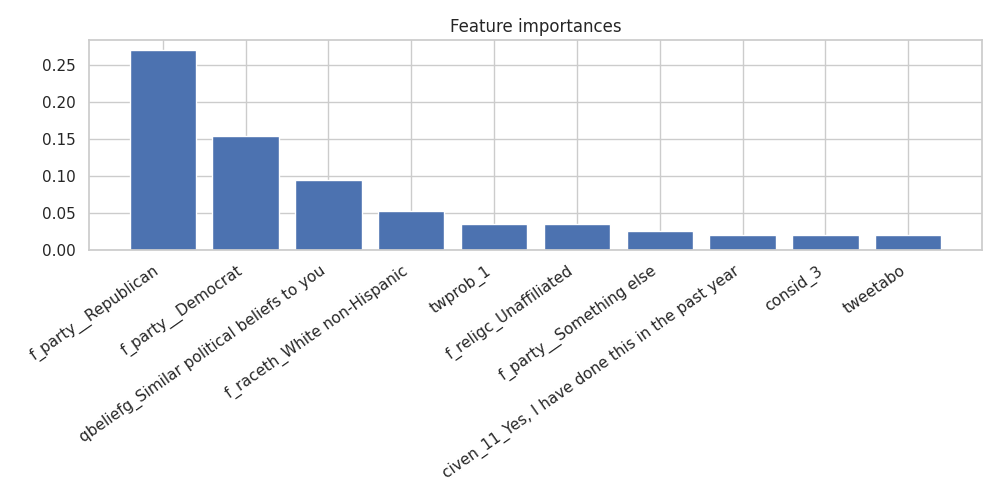 Feature importances
0.25
0.20
0.15
0.10
0.05
0.00
f_party__Republican
f_party__Democrat
qbeliefg_Similar political beliefs to you
f_raceth_White non-Hispanic
twprob_1
f_religc_Unaffiliated
f_party__Something else
civen_11_Yes, I have done this in the past year
consid_3
tweetabo